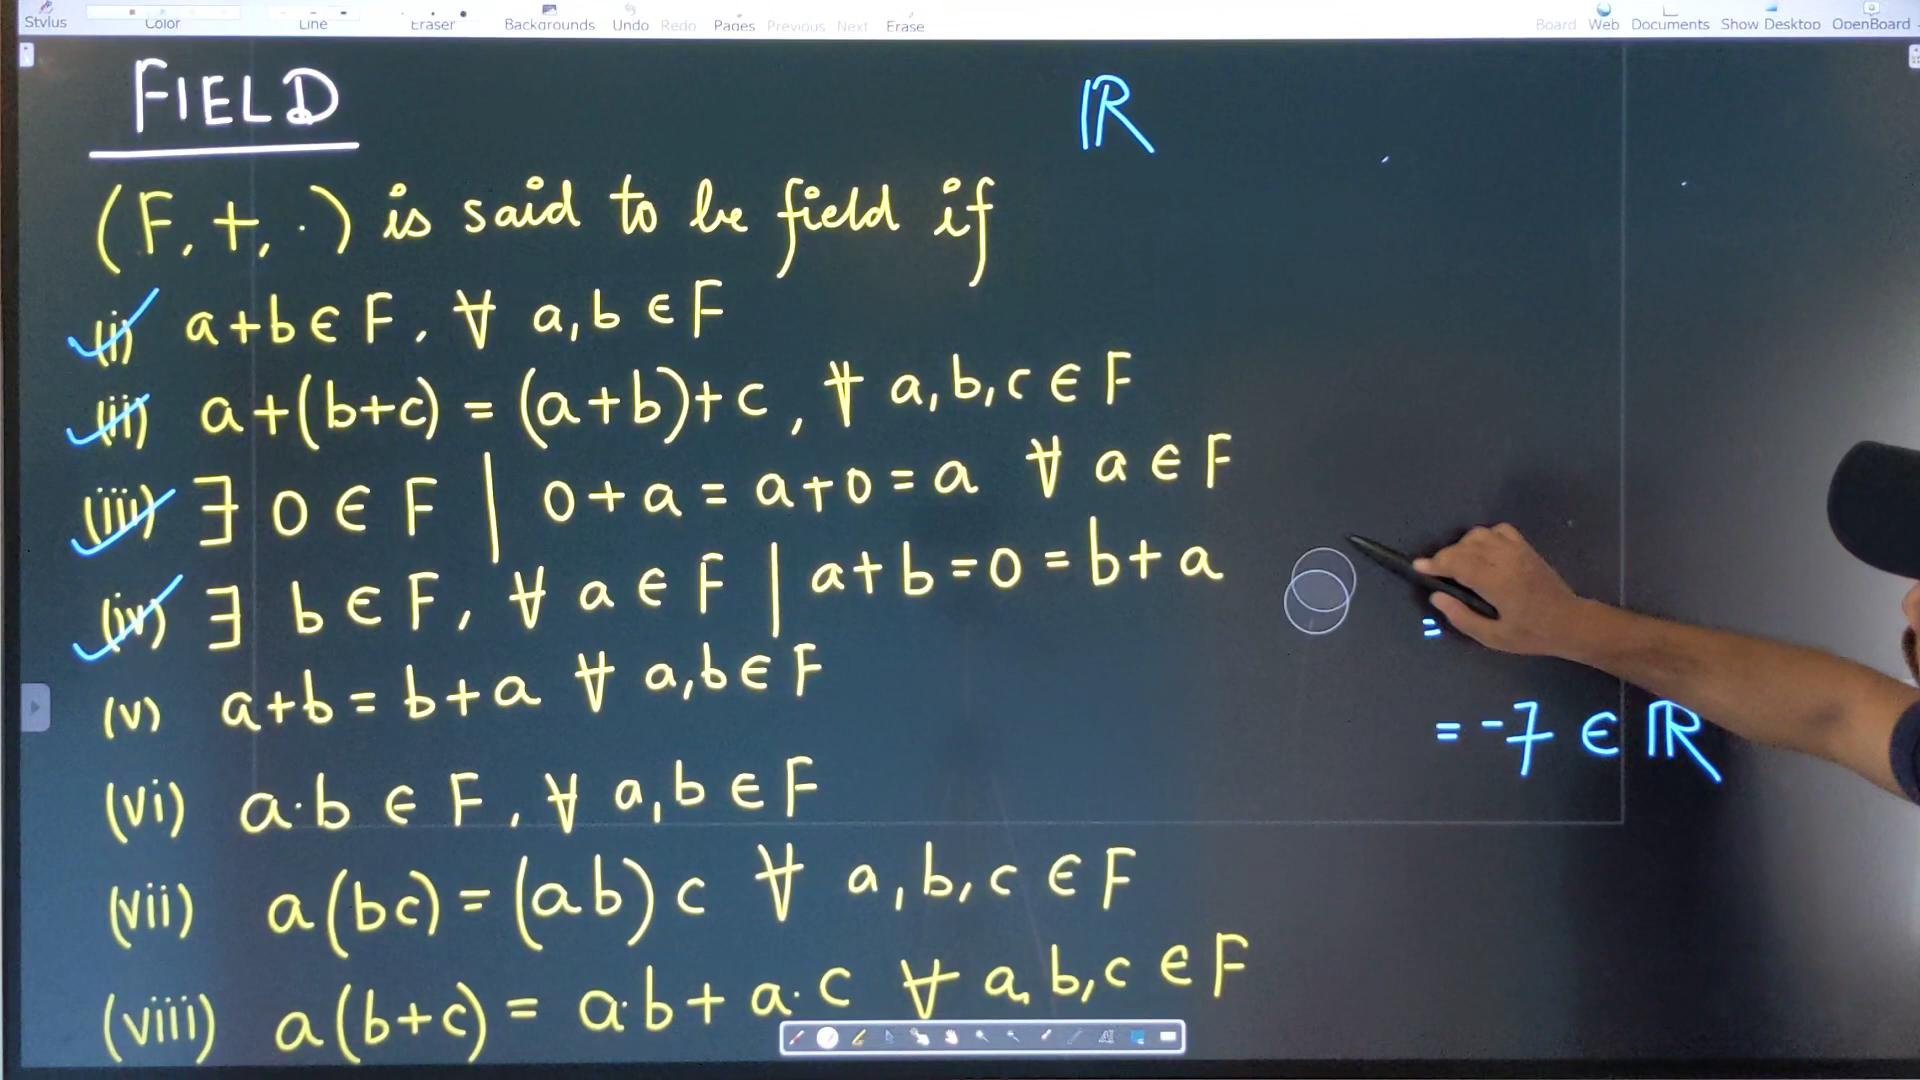 Stylus Color Line Eraser Backgrounds Undo Redo Pages Previous Next Erase Board Web Documents Show Desktop OpenBoard
FIELD
ℝ
(F, +, ·) is said to be field if
(i) a+b ∈ F, ∀ a,b ∈ F
(ii) a+(b+c) = (a+b)+c, ∀ a,b,c ∈ F
(iii) ∃ 0 ∈ F | 0+a = a+0 = a ∀ a ∈ F
(iv) ∃ b ∈ F, ∀ a ∈ F | a+b = 0 = b+a
=
(v) a+b = b+a ∀ a,b ∈ F
= -7 ∈ ℝ
(vi) a·b ∈ F, ∀ a,b ∈ F
(vii) a(bc) = (ab)c ∀ a,b,c ∈ F
(viii) a(b+c) = a·b + a·c ∀ a,b,c ∈ F